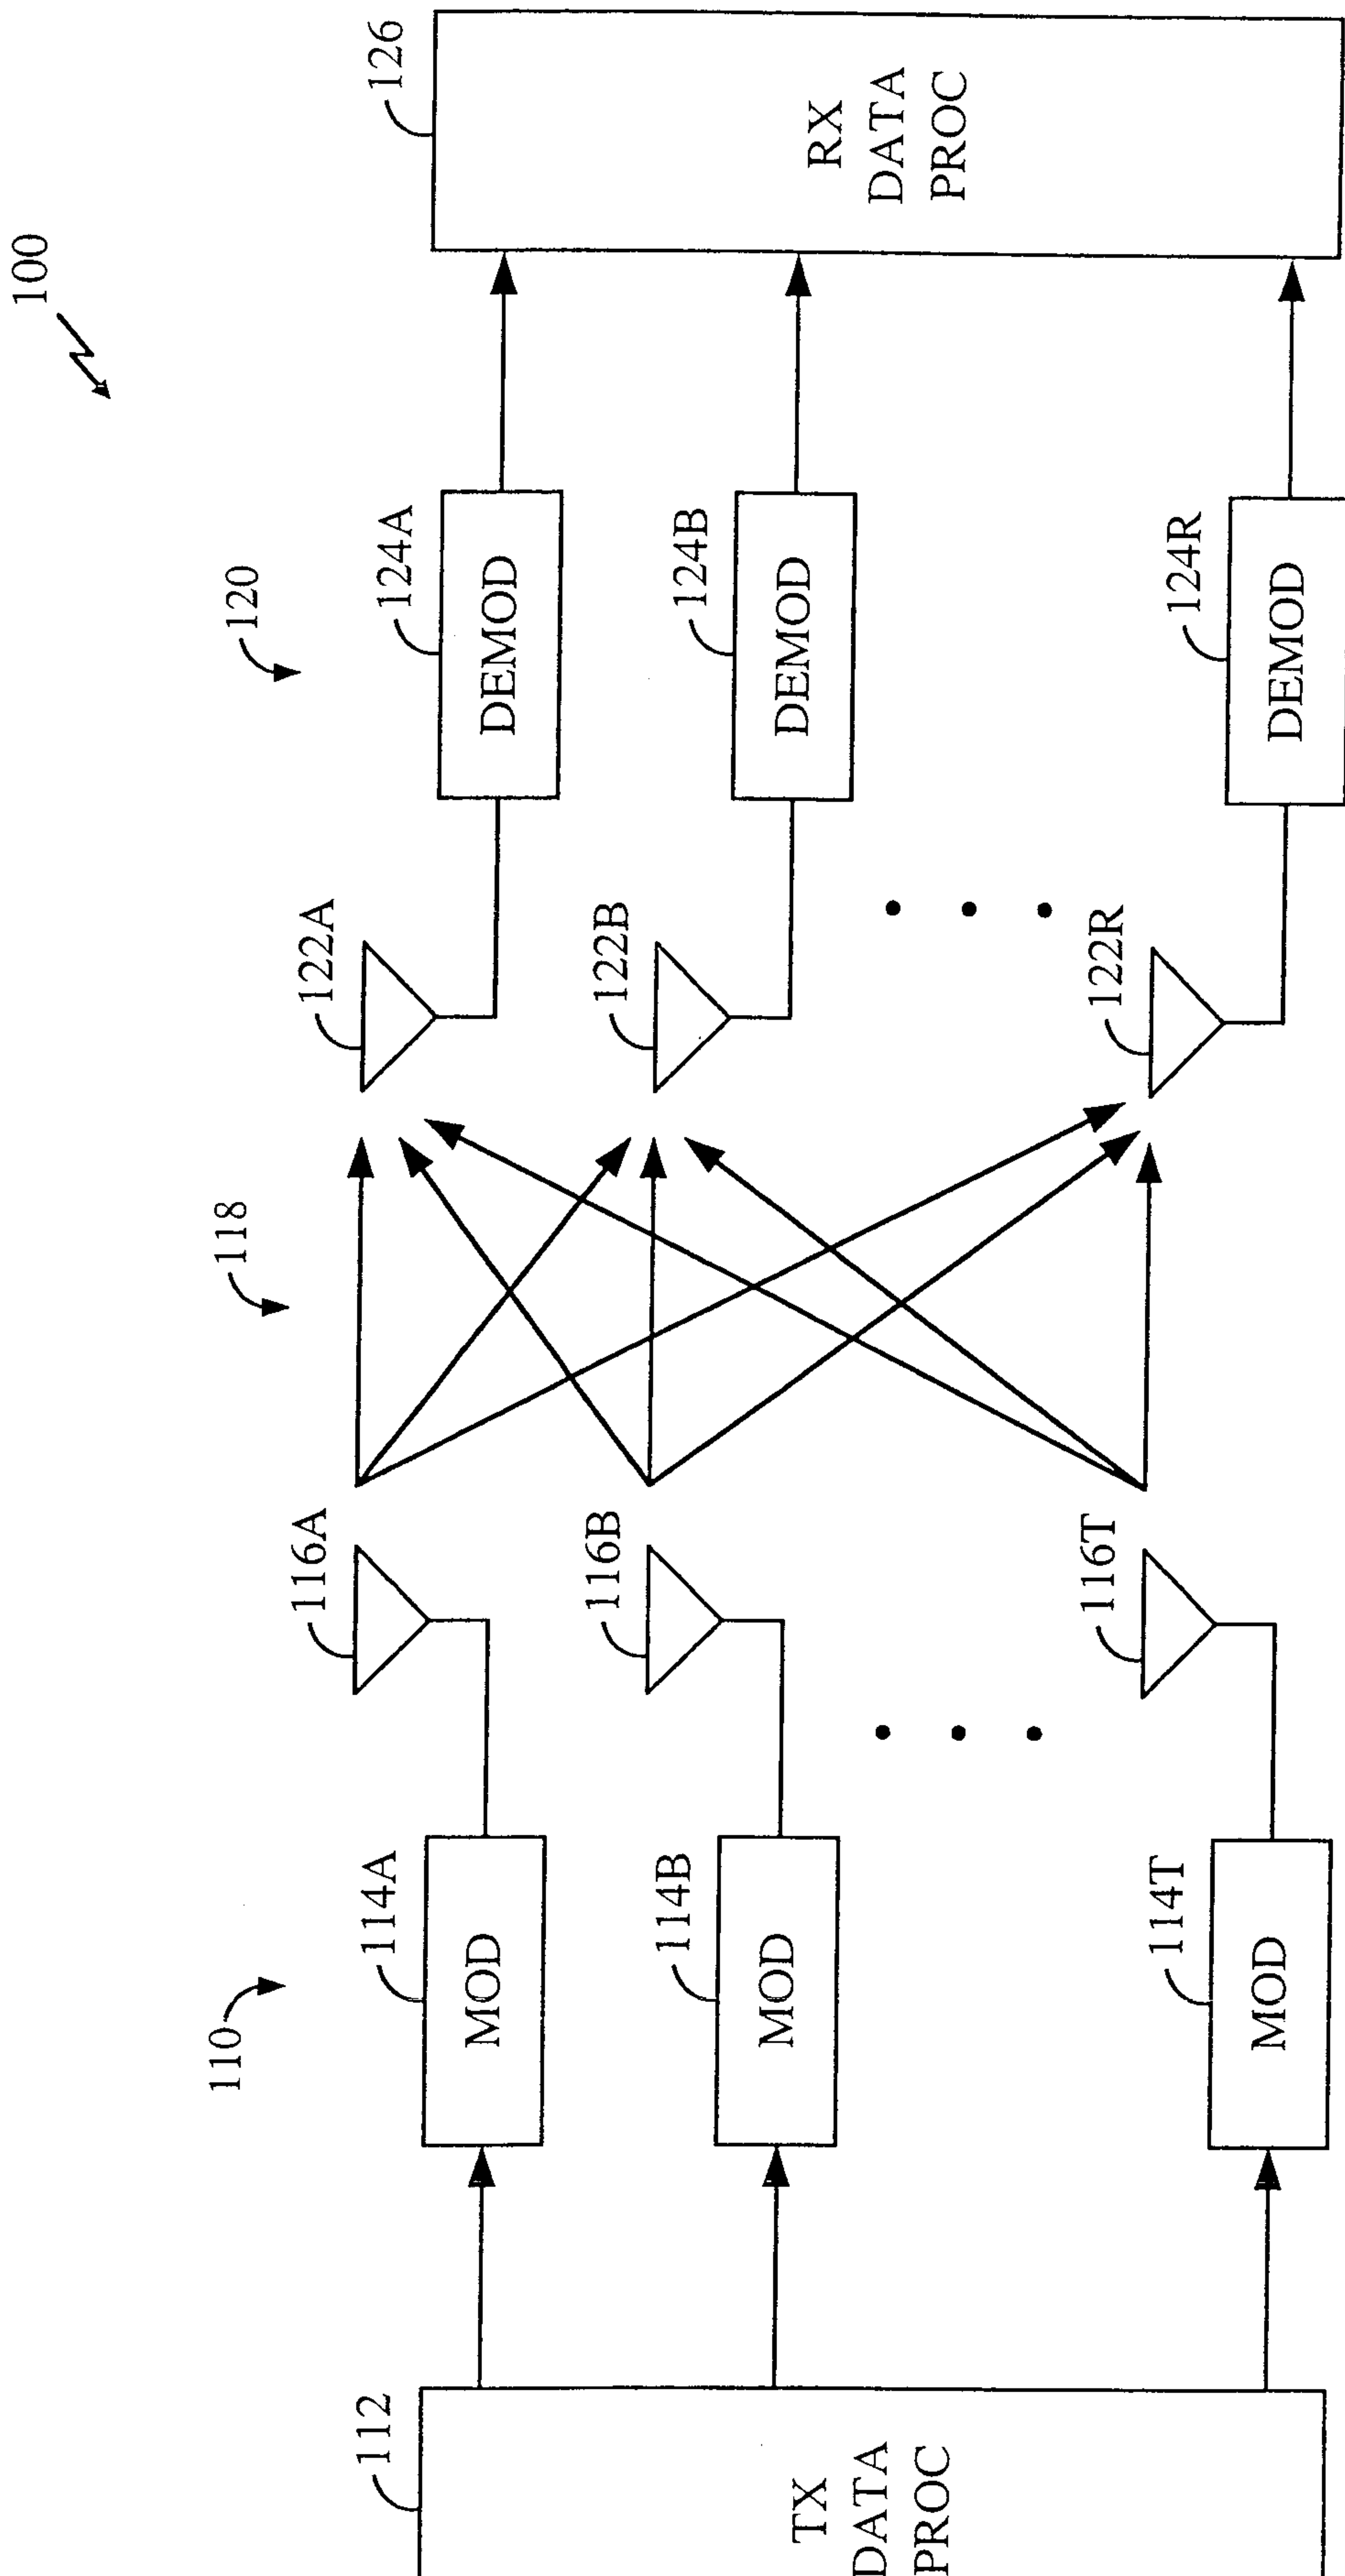 100
110
118
120
112
TX
DATA
PROC
114A
MOD
116A
122A
124A
DEMOD
126
RX
DATA
PROC
114B
MOD
116B
122B
124B
DEMOD
114T
MOD
116T
122R
124R
DEMOD